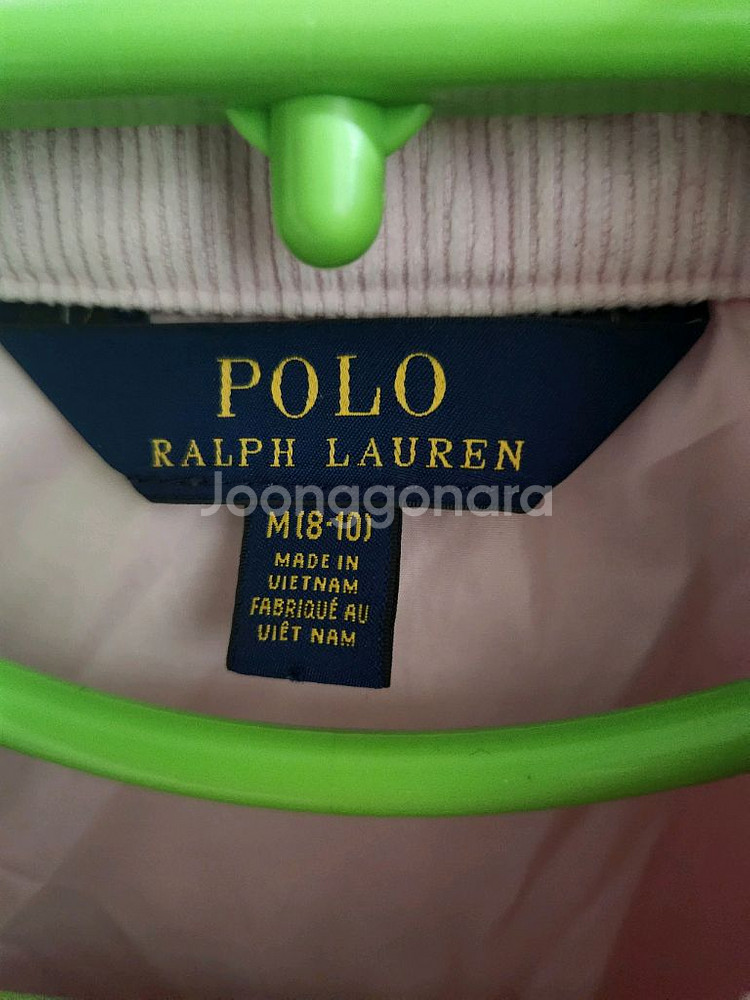 POLO
RALPH LAUREN
Joonggonara
M(8-10)
MADE IN
VIETNAM
FABRIQUÉ AU
VIÊT NAM